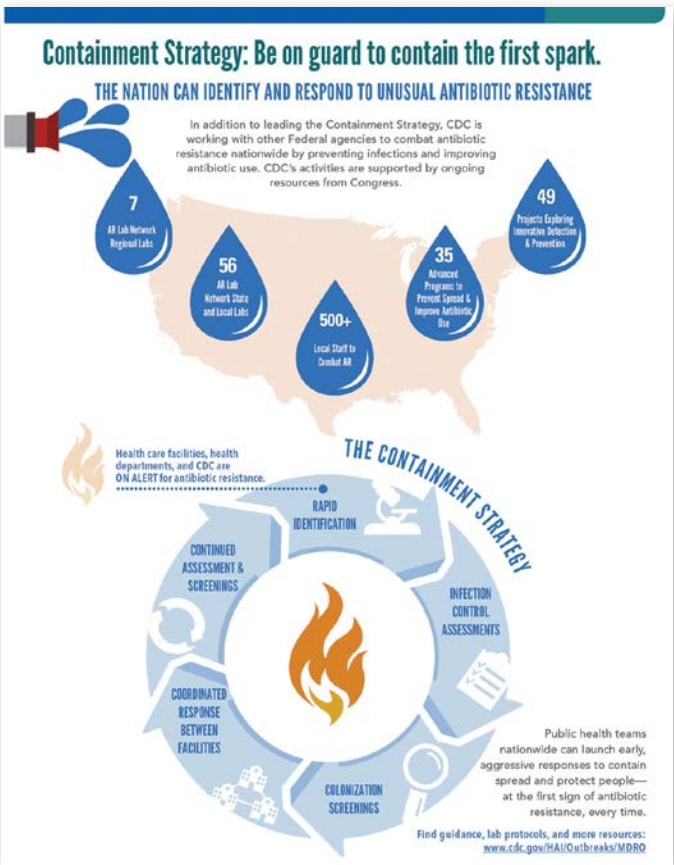 Containment Strategy: Be on guard to contain the first spark.
THE NATION CAN IDENTIFY AND RESPOND TO UNUSUAL ANTIBIOTIC RESISTANCE
In addition to leading the Containment Strategy, CDC is
working with other Federal agencies to combat antibiotic
resistance nationwide by preventing infections and improving
antibiotic use. CDC's activities are supported by ongoing
resources from Congress.
7
AR Lab Network
Regional Labs
56
AR Lab
Network State
and Local Labs
500+
Local Staff to
Combat AR
35
Advanced
Programs to
Prevent Spread &
Improve Antibiotic
Use
49
Projects Exploring
Innovative Detection
& Prevention
Health care facilities, health
departments, and CDC are
ON ALERT for antibiotic resistance.
THE CONTAINMENT STRATEGY
RAPID
IDENTIFICATION
INFECTION
CONTROL
ASSESSMENTS
COLONIZATION
SCREENINGS
COORDINATED
RESPONSE
BETWEEN
FACILITIES
CONTINUED
ASSESSMENT &
SCREENINGS
Public health teams
nationwide can launch early,
aggressive responses to contain
spread and protect people—
at the first sign of antibiotic
resistance, every time.
Find guidance, lab protocols, and more resources:
www.cdc.gov/HAI/Outbreaks/MDRO